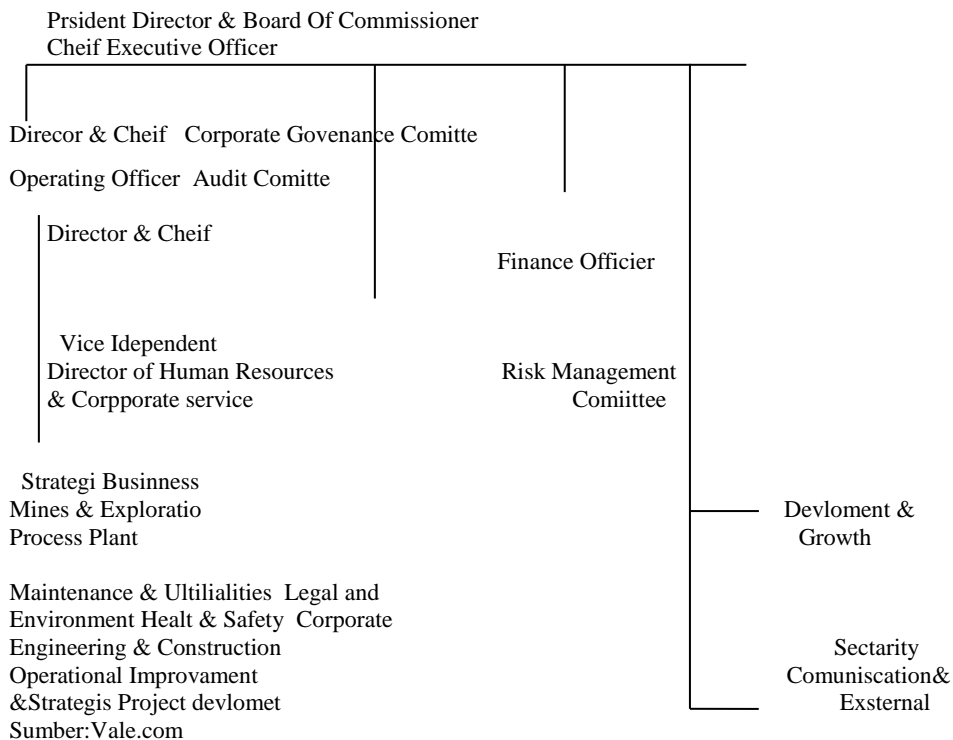 Prsident Director & Board Of Commissioner
Cheif Executive Officer
Direcor & Cheif Corporate Govenance Comitte
Operating Officer Audit Comitte
Director & Cheif
Finance Officier
Vice Idependent
Director of Human Resources Risk Management
& Corpporate service Comiittee
Strategi Businness
Mines & Exploratio Devloment &
Process Plant Growth
Maintenance & Ultilialities Legal and
Environment Healt & Safety Corporate
Engineering & Construction Sectarity
Operational Improvament Comuniscation&
&Strategis Project devlomet Exsternal
Sumber:Vale.com